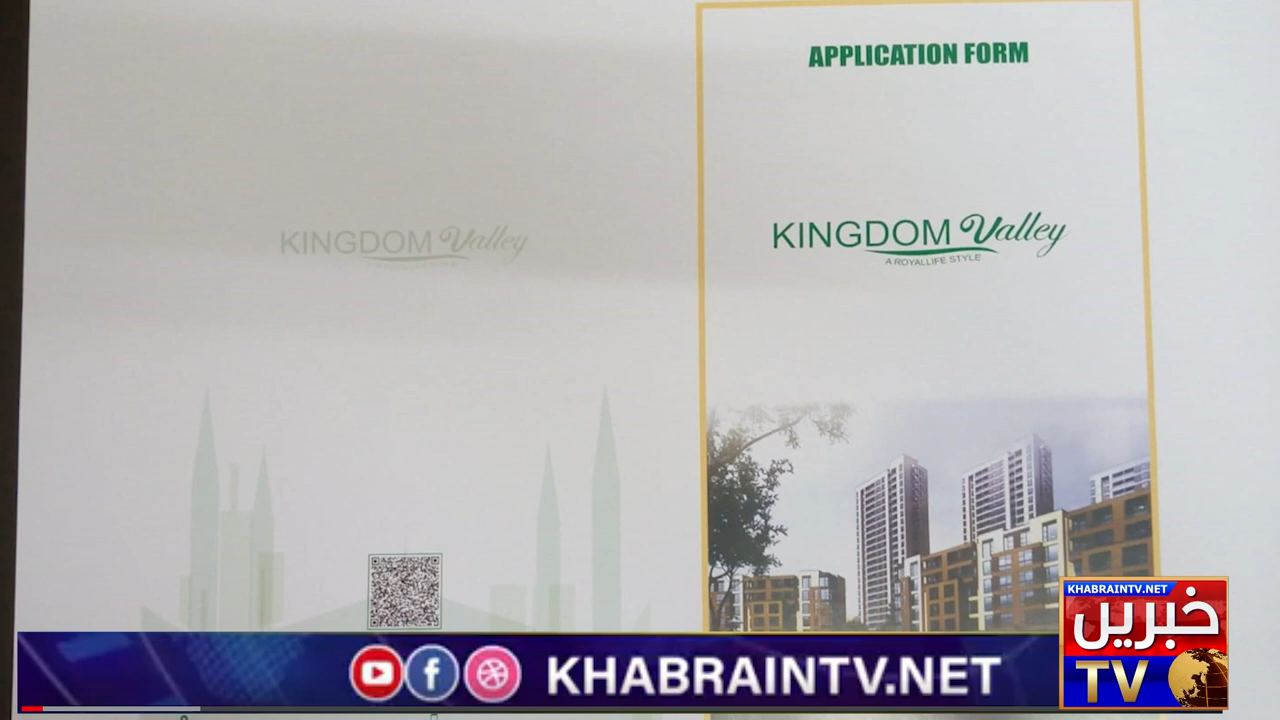 APPLICATION FORM
KINGDOM Valley
KINGDOM Valley
A ROYALLIFE STYLE
KHABRAINTV.NET
خبریں
TV
KHABRAINTV.NET